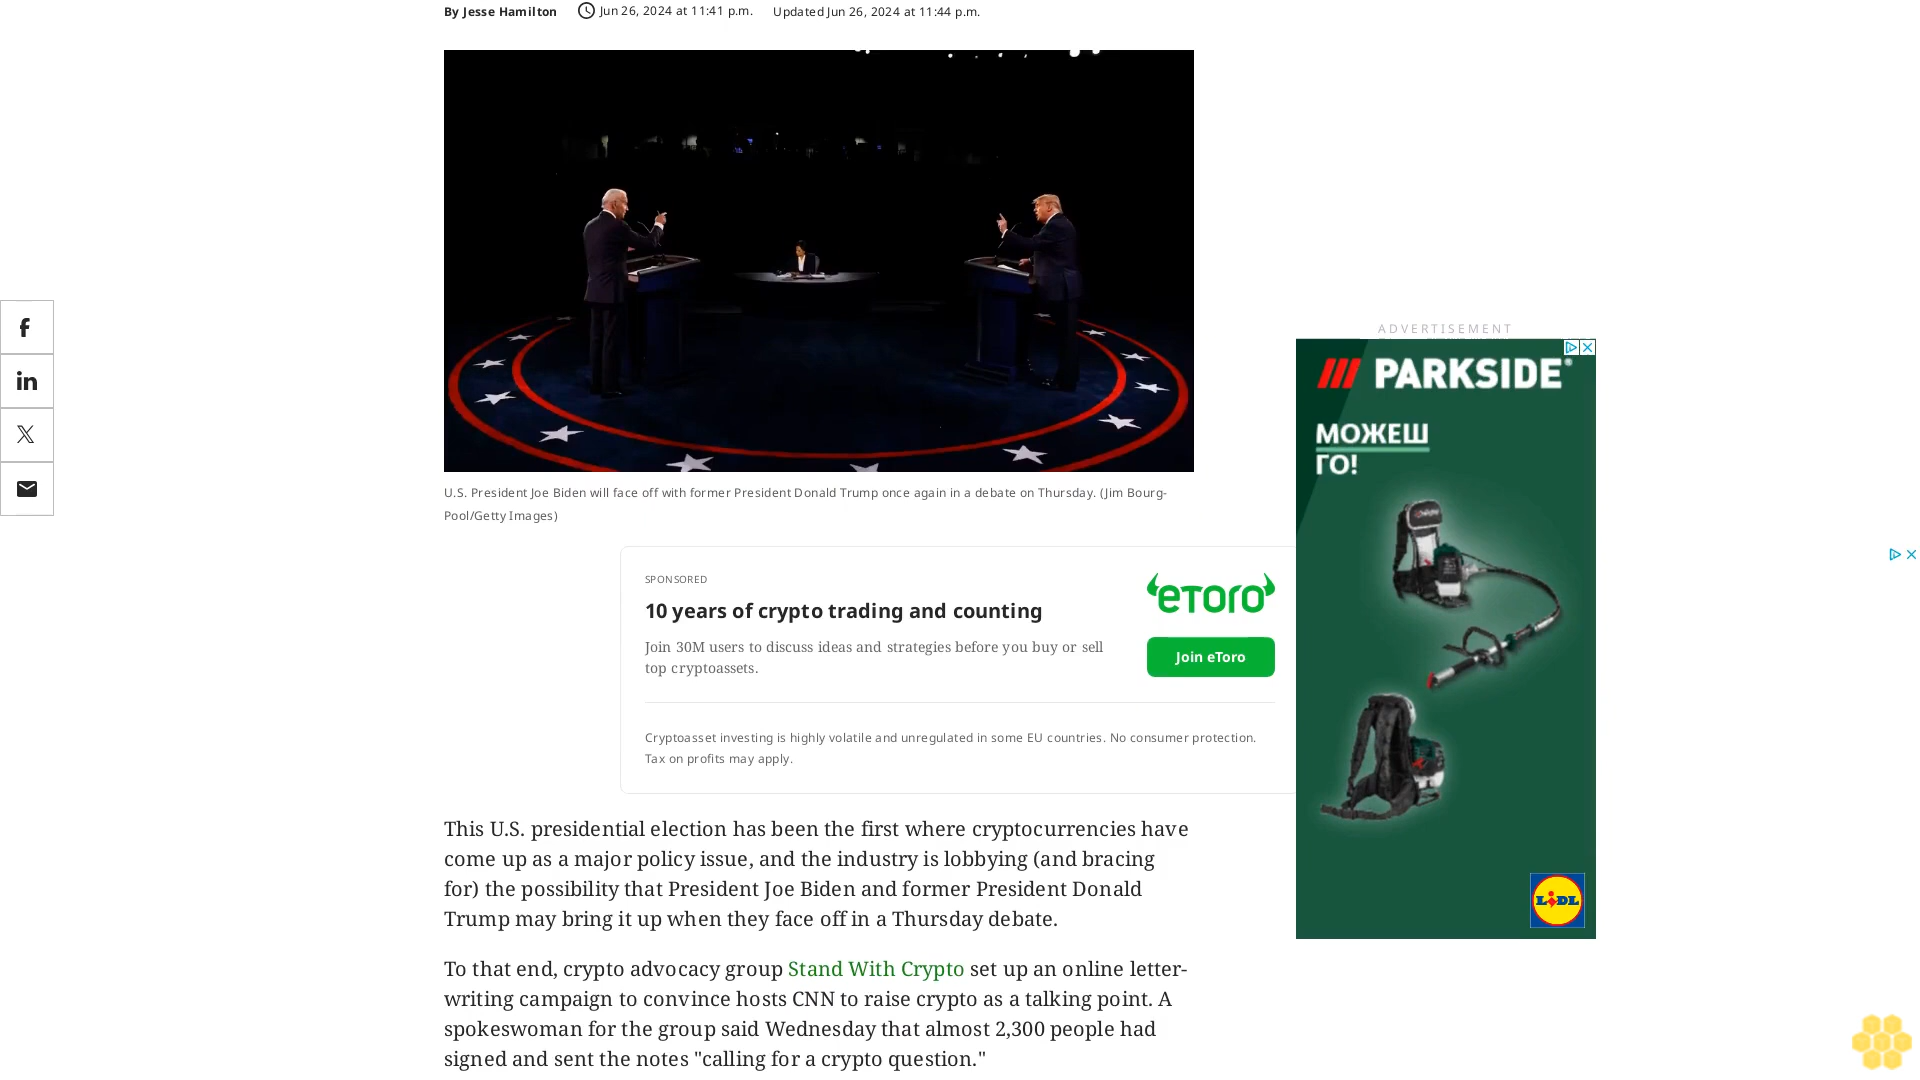 By Jesse Hamilton
Jun 26, 2024 at 11:41 p.m.
Updated Jun 26, 2024 at 11:44 p.m.
U.S. President Joe Biden will face off with former President Donald Trump once again in a debate on Thursday. (Jim Bourg-
Pool/Getty Images)
SPONSORED
10 years of crypto trading and counting
Join 30M users to discuss ideas and strategies before you buy or sell
top cryptoassets.
eToro
Join eToro
Cryptoasset investing is highly volatile and unregulated in some EU countries. No consumer protection.
Tax on profits may apply.
This U.S. presidential election has been the first where cryptocurrencies have
come up as a major policy issue, and the industry is lobbying (and bracing
for) the possibility that President Joe Biden and former President Donald
Trump may bring it up when they face off in a Thursday debate.
To that end, crypto advocacy group Stand With Crypto set up an online letter-
writing campaign to convince hosts CNN to raise crypto as a talking point. A
spokeswoman for the group said Wednesday that almost 2,300 people had
signed and sent the notes "calling for a crypto question."
ADVERTISEMENT
PARKSIDE®
МОЖЕШ
ГО!
LIDL